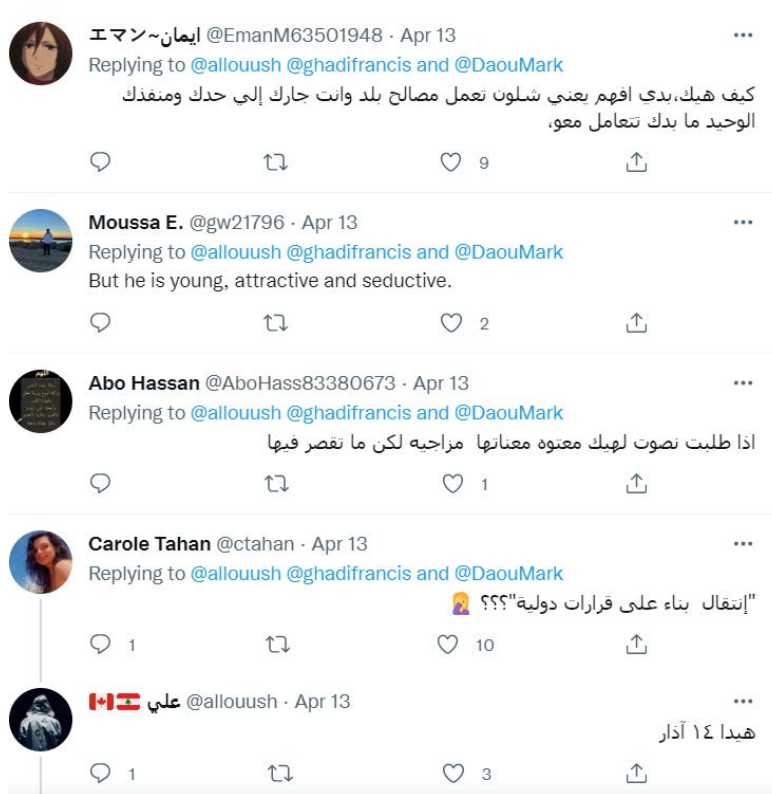 ايمان~エマン @EmanM63501948 · Apr 13
Replying to @allouush @ghadifrancis and @DaouMark
كيف هيك،بدي افهم يعني شلون تعمل مصالح بلد وانت جارك إلي حدك ومنفذك
الوحيد ما بدك تتعامل معو،
9
Moussa E. @gw21796 · Apr 13
Replying to @allouush @ghadifrancis and @DaouMark
But he is young, attractive and seductive.
2
Abo Hassan @AboHass83380673 · Apr 13
Replying to @allouush @ghadifrancis and @DaouMark
اذا طلبت نصوت لهيك معتوه معناتها مزاجيه لكن ما تقصر فيها
1
Carole Tahan @ctahan · Apr 13
Replying to @allouush @ghadifrancis and @DaouMark
"إنتقال بناء على قرارات دولية"؟؟؟ 🤦‍♀️
1 10
علي 🇱🇧🇨🇦 @allouush · Apr 13
هيدا ١٤ آذار
1 3